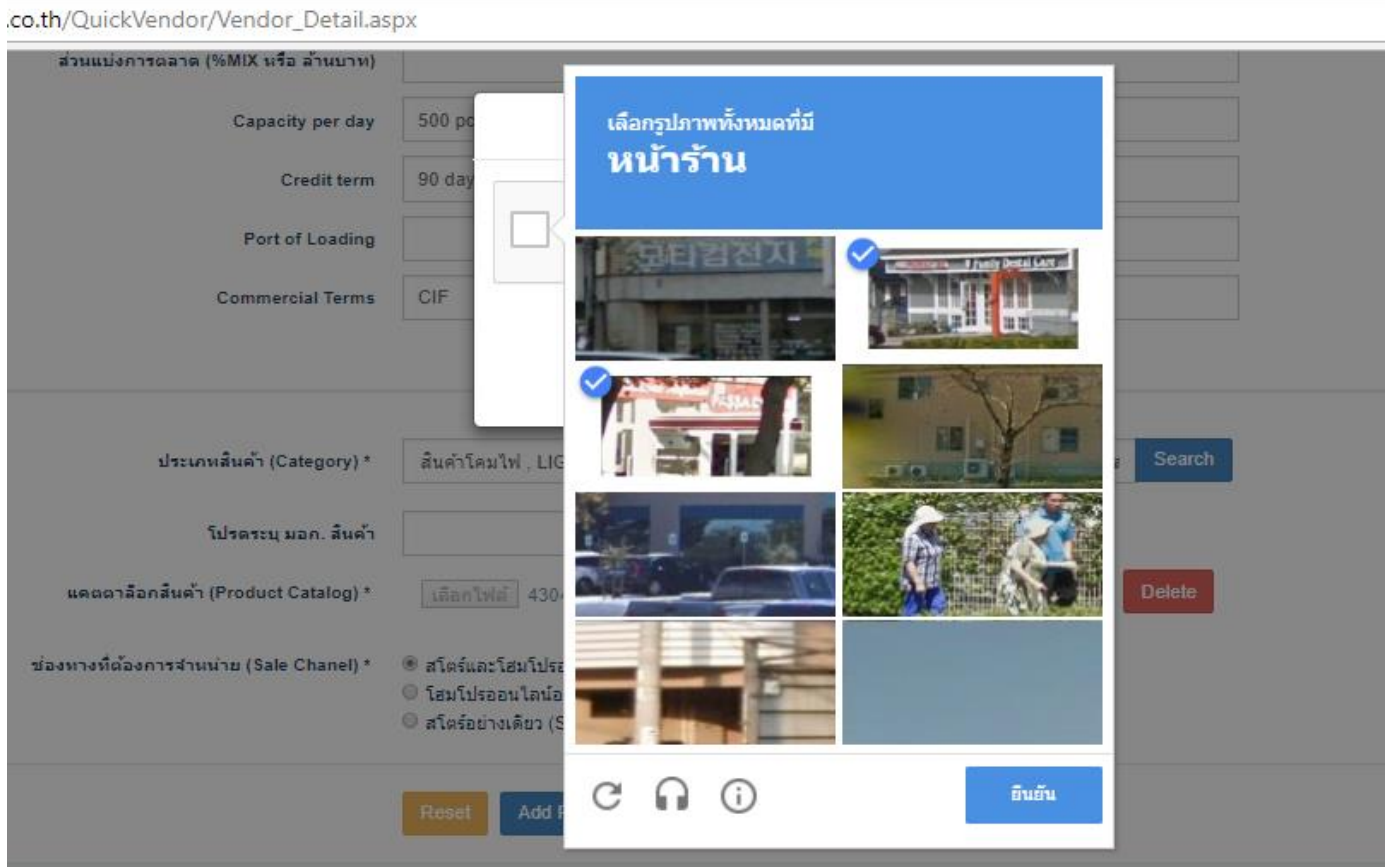 .co.th/QuickVendor/Vendor_Detail.aspx
ส่วนแบ่งการตลาด (%MIX หรือ ล้านบาท)
Capacity per day 500 pc
Credit term 90 day
Port of Loading
Commercial Terms CIF
เลือกรูปภาพทั้งหมดที่มี
หน้าร้าน
모터컴전자
Family Dental Care
ประเภทสินค้า (Category) * สินค้าโคมไฟ , LIG Search
โปรดระบุ มอก. สินค้า
แคตตาล็อกสินค้า (Product Catalog) * เลือกไฟล์ 430 Delete
ช่องทางที่ต้องการจำหน่าย (Sale Chanel) * สโตร์และโฮมโปรอ
โฮมโปรออนไลน์อ
สโตร์อย่างเดียว (S
ยืนยัน
Reset Add P